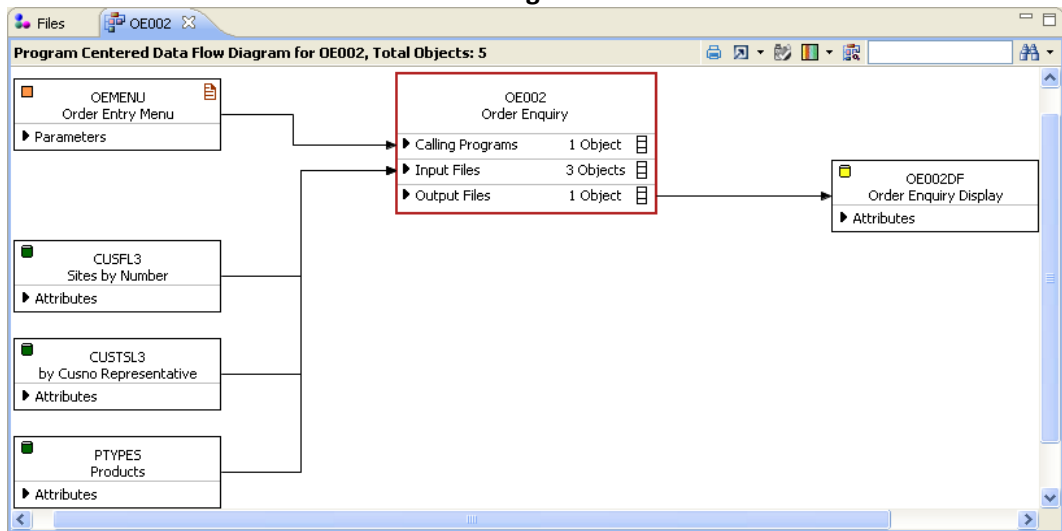 Files
OE002
Program Centered Data Flow Diagram for OE002, Total Objects: 5
OEMENU
Order Entry Menu
Parameters
OE002
Order Enquiry
Calling Programs 1 Object
Input Files 3 Objects
Output Files 1 Object
OE002DF
Order Enquiry Display
Attributes
CUSFL3
Sites by Number
Attributes
CUSTSL3
by Cusno Representative
Attributes
PTYPES
Products
Attributes